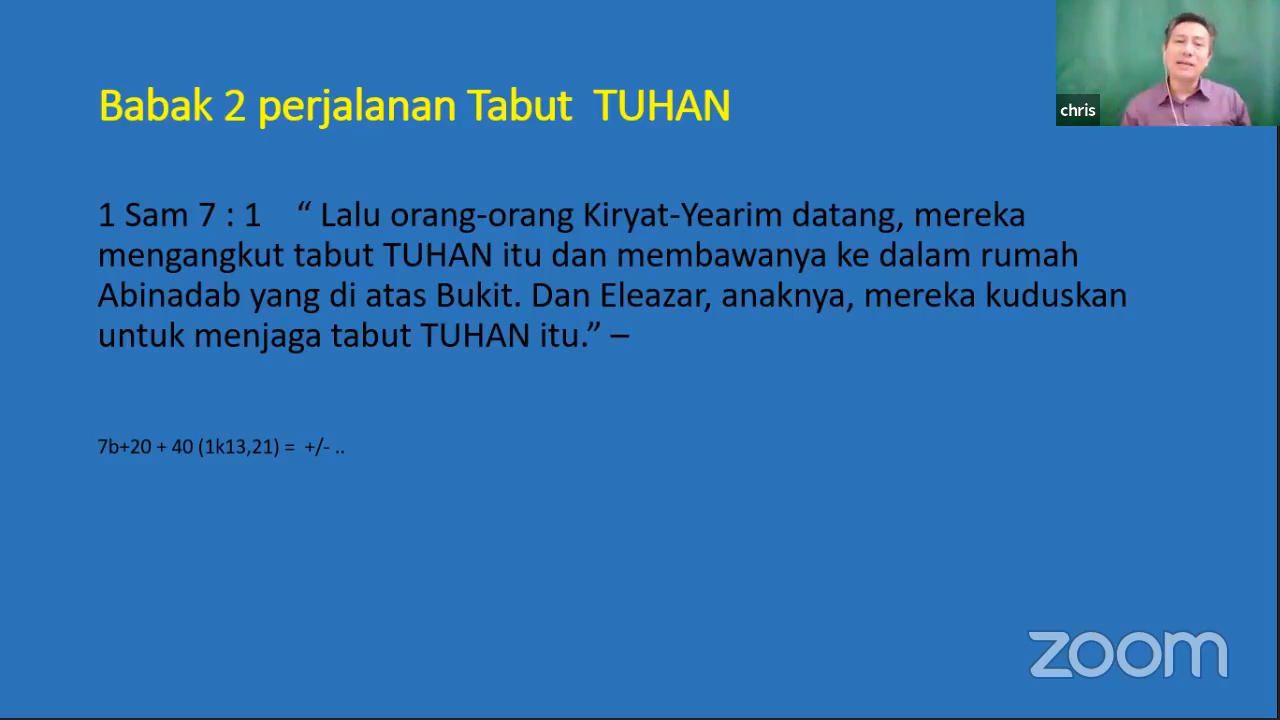 Babak 2 perjalanan Tabut  TUHAN
chris
1 Sam 7 : 1    “ Lalu orang-orang Kiryat-Yearim datang, mereka
mengangkut tabut TUHAN itu dan membawanya ke dalam rumah
Abinadab yang di atas Bukit. Dan Eleazar, anaknya, mereka kuduskan
untuk menjaga tabut TUHAN itu.” –
7b+20 + 40 (1k13,21) =  +/- ..
zoom